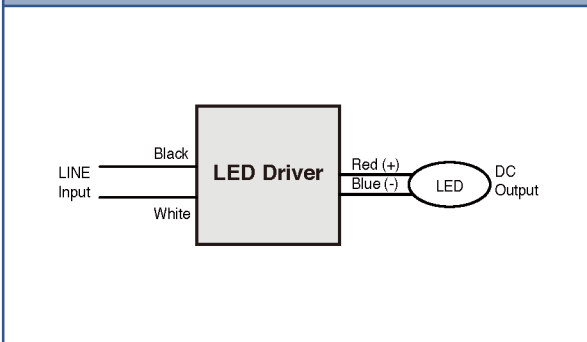 Black
LINE
Input
White
LED Driver
Red (+)
Blue (-)
LED
DC
Output